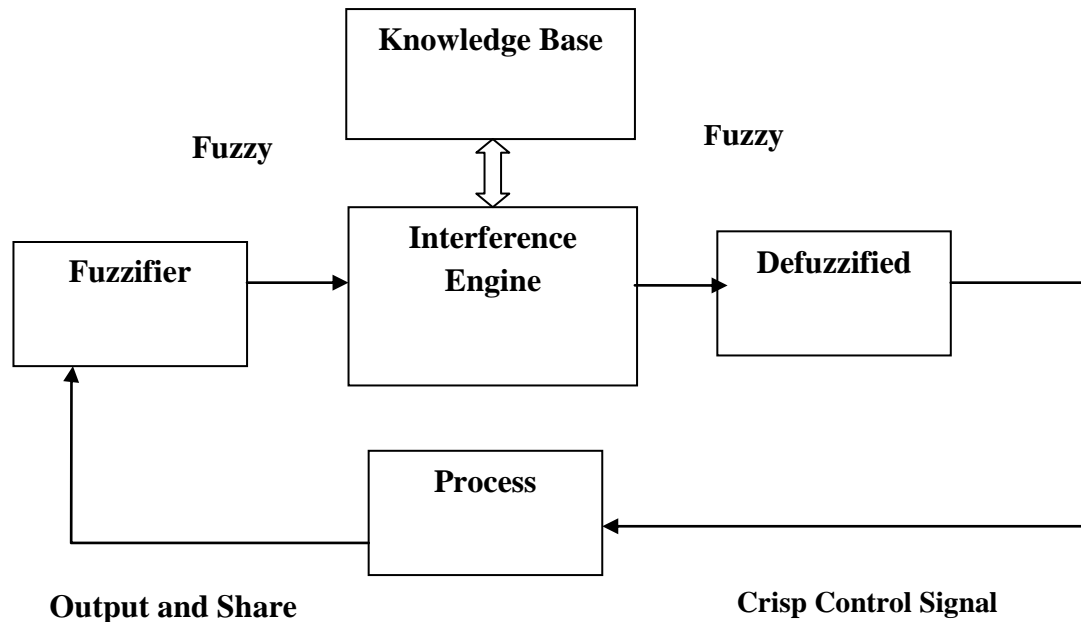 Knowledge Base
Fuzzy
Fuzzy
Interference
Engine
Fuzzifier
Defuzzified
Process
Output and Share
Crisp Control Signal